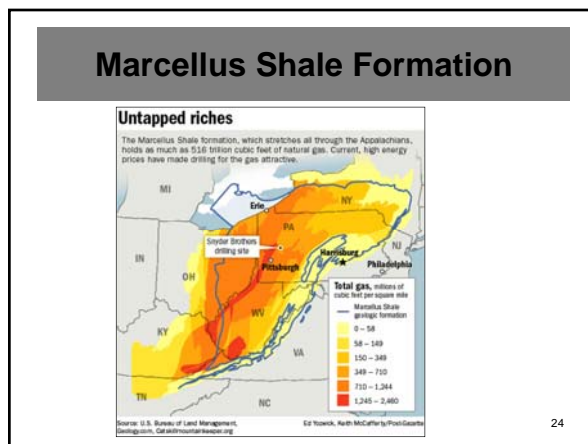 Marcellus Shale Formation
Untapped riches
The Marcellus Shale formation, which stretches all through the Appalachians,
holds as much as 516 trillion cubic feet of natural gas. Current, high energy
prices have made drilling for the gas attractive.
MI
NY
Erie
PA
Snyder Brothers
drilling site
Harrisburg
NJ
IN
Pittsburgh
Philadelphia
OH
Total gas, millions of
cubic feet per square mile
Marcellus Shale
geologic formation
WV
0 – 58
KY
58 – 149
150 – 349
VA
349 – 710
710 – 1,244
TN
1,245 – 2,460
NC
Source: U.S. Bureau of Land Management,
Geology.com, Catskillmountainkeeper.org
Ed Yozwick, Keith McCafferty/Post-Gazette
24